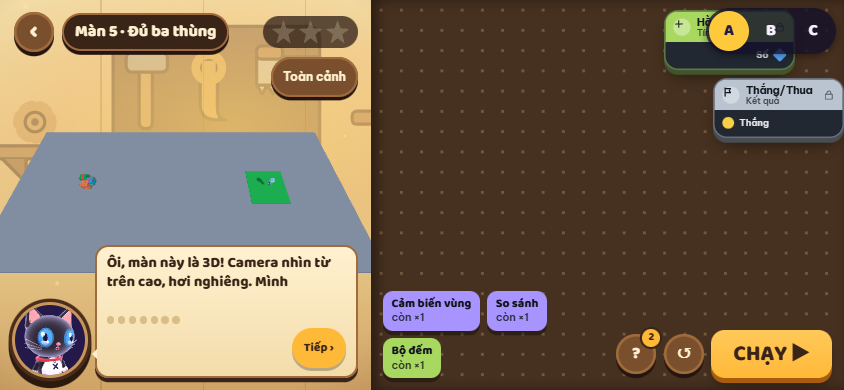 Màn 5 · Đủ ba thùng
Toàn cảnh
Ôi, màn này là 3D! Camera nhìn từ
trên cao, hơi nghiêng. Mình
Tiếp ›
A B C
Số
Thắng/Thua
Kết quả
Thắng
Cảm biến vùng
còn ×1
So sánh
còn ×1
Bộ đếm
còn ×1
?
2
CHẠY